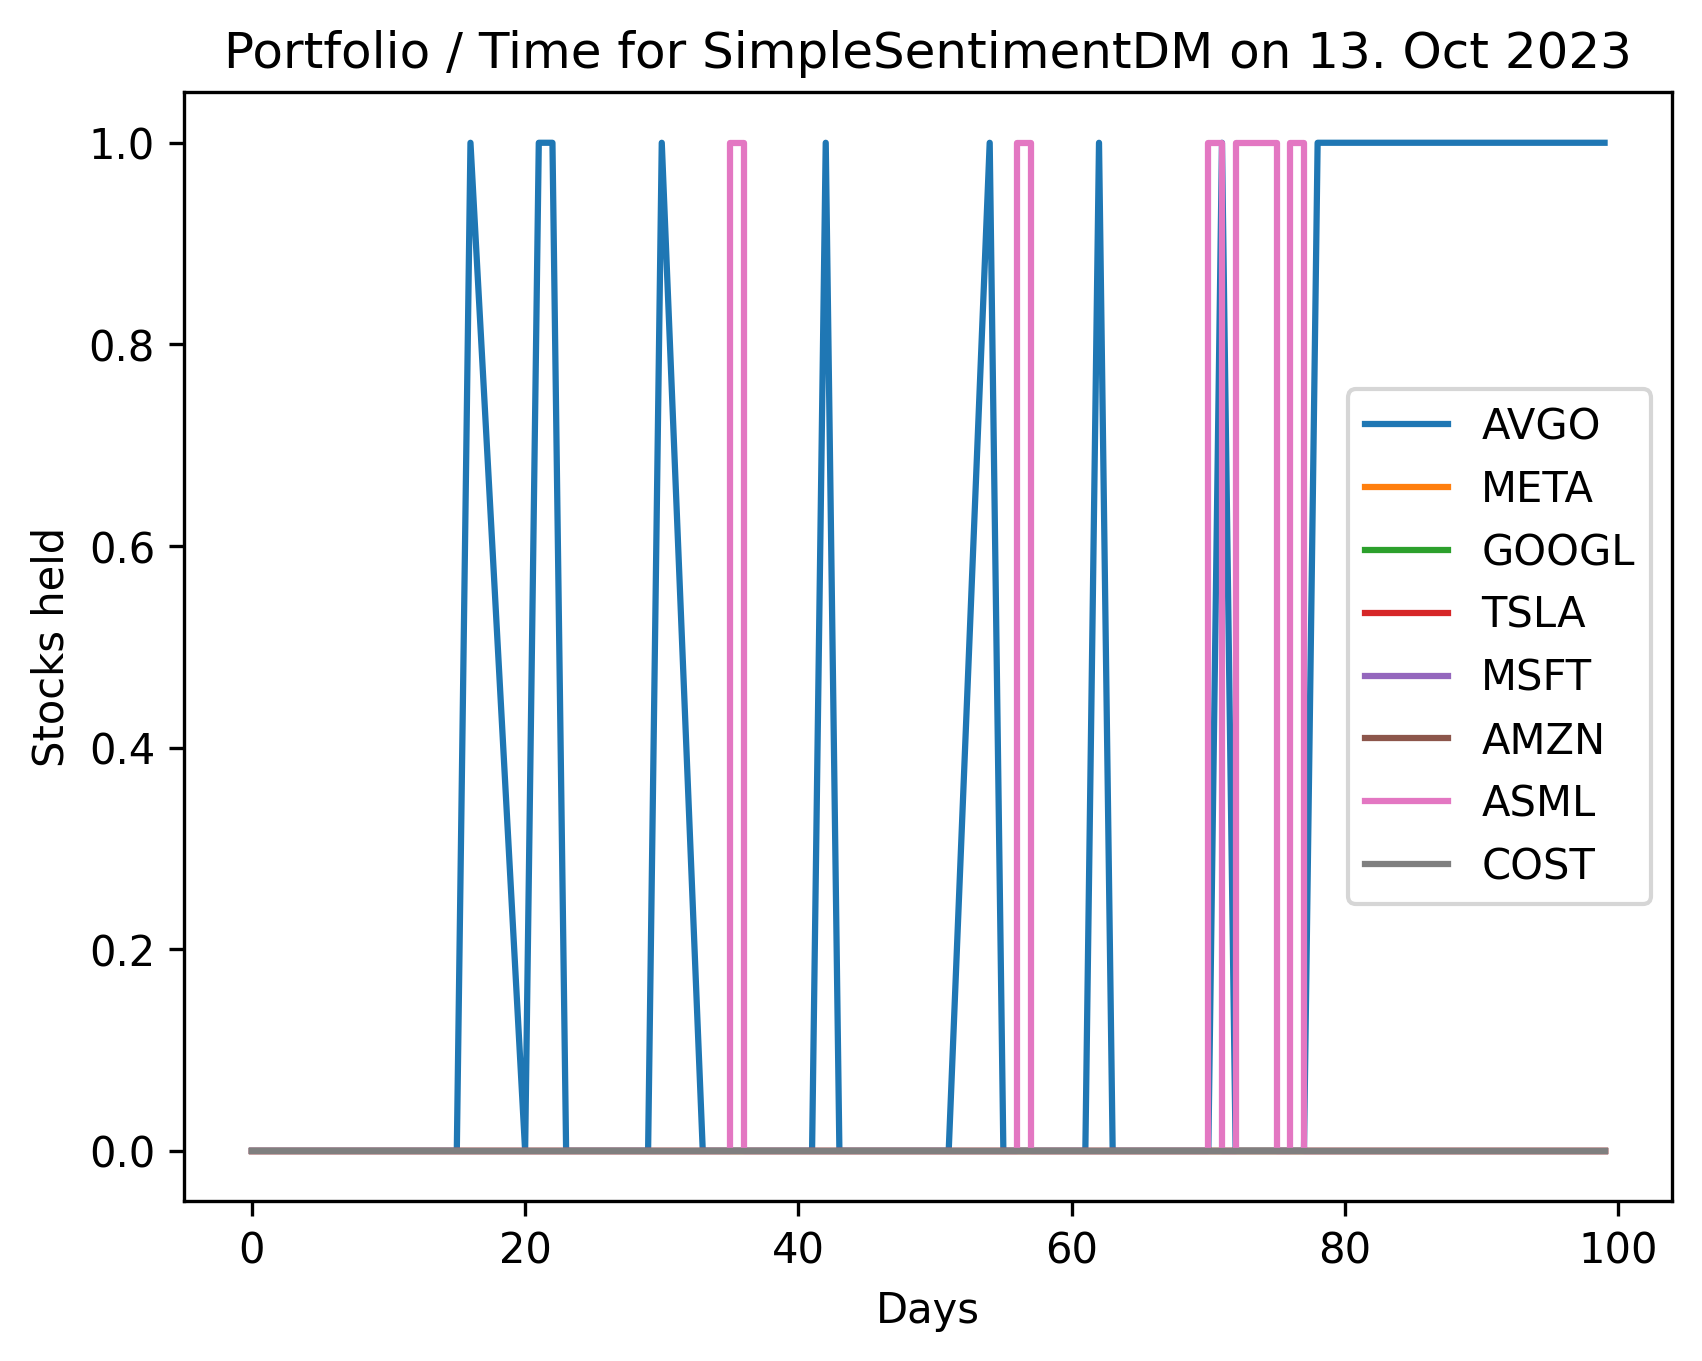 Portfolio / Time for SimpleSentimentDM on 13. Oct 2023
1.0
0.8
0.6
0.4
0.2
0.0
Stocks held
AVGO
META
GOOGL
TSLA
MSFT
AMZN
ASML
COST
0 20 40 60 80 100
Days